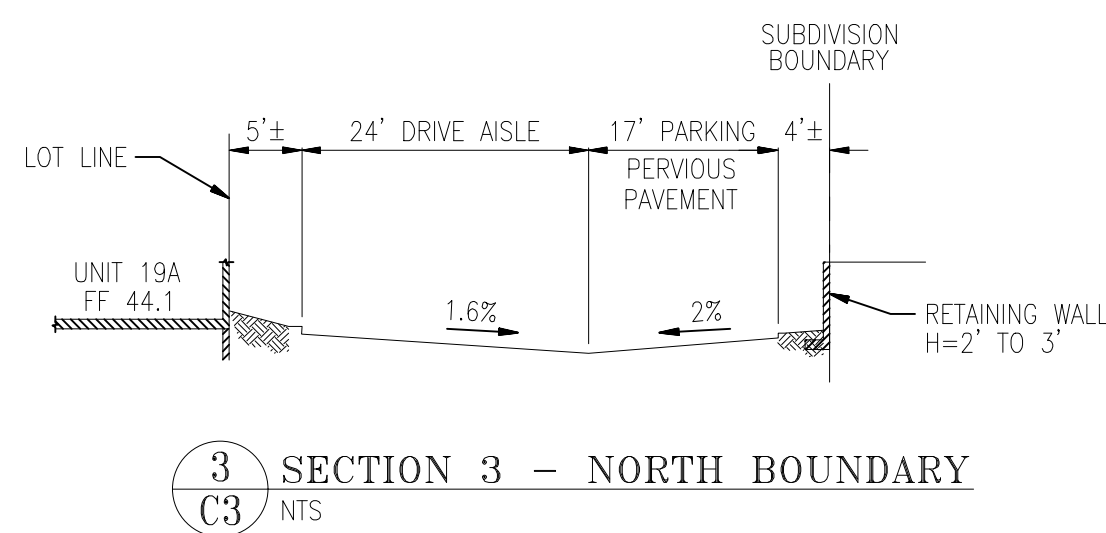 SUBDIVISION
BOUNDARY
5'±
24' DRIVE AISLE
17' PARKING
4'±
LOT LINE
PERVIOUS
PAVEMENT
UNIT 19A
FF 44.1
1.6%
2%
RETAINING WALL
H=2' TO 3'
3
C3
SECTION 3 - NORTH BOUNDARY
NTS